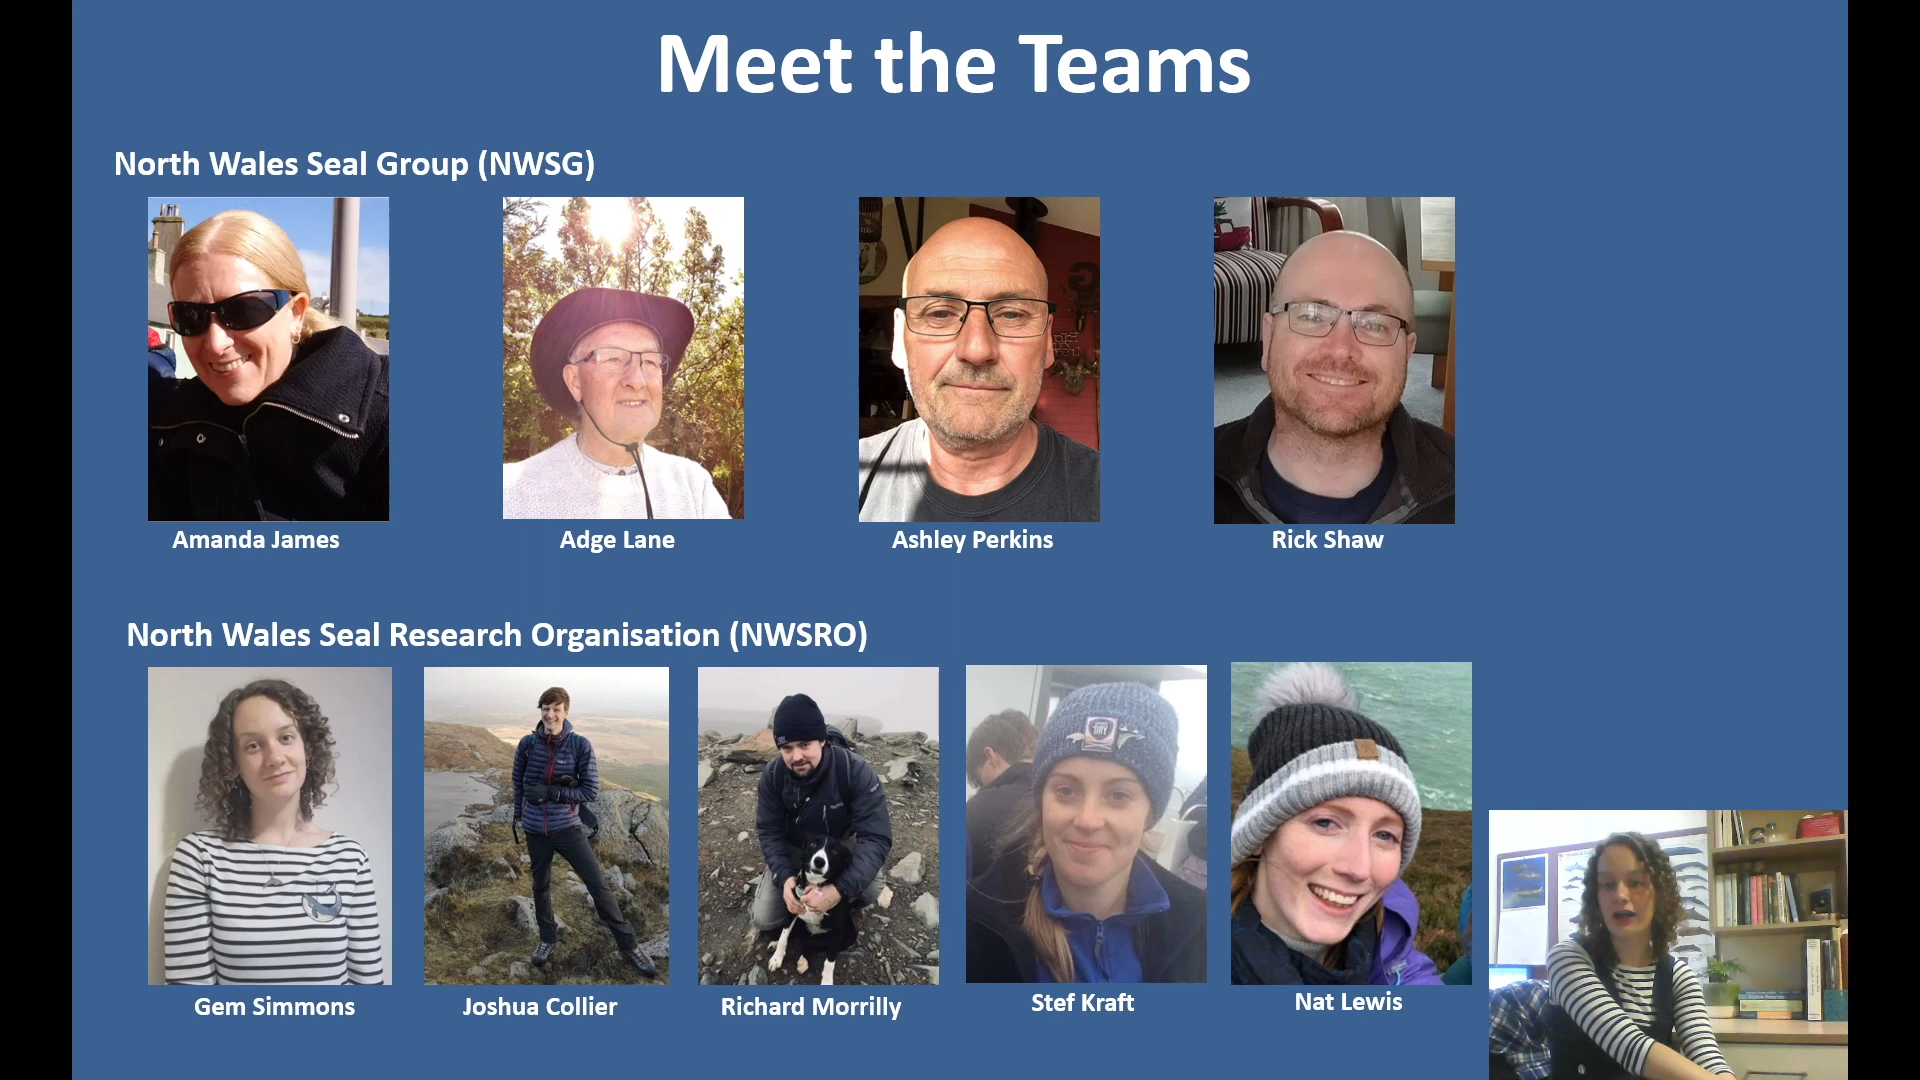 Meet the Teams
North Wales Seal Group (NWSG)
Amanda James
Adge Lane
Ashley Perkins
Rick Shaw
North Wales Seal Research Organisation (NWSRO)
DRY
Gem Simmons
Joshua Collier
Richard Morrilly
Stef Kraft
Nat Lewis